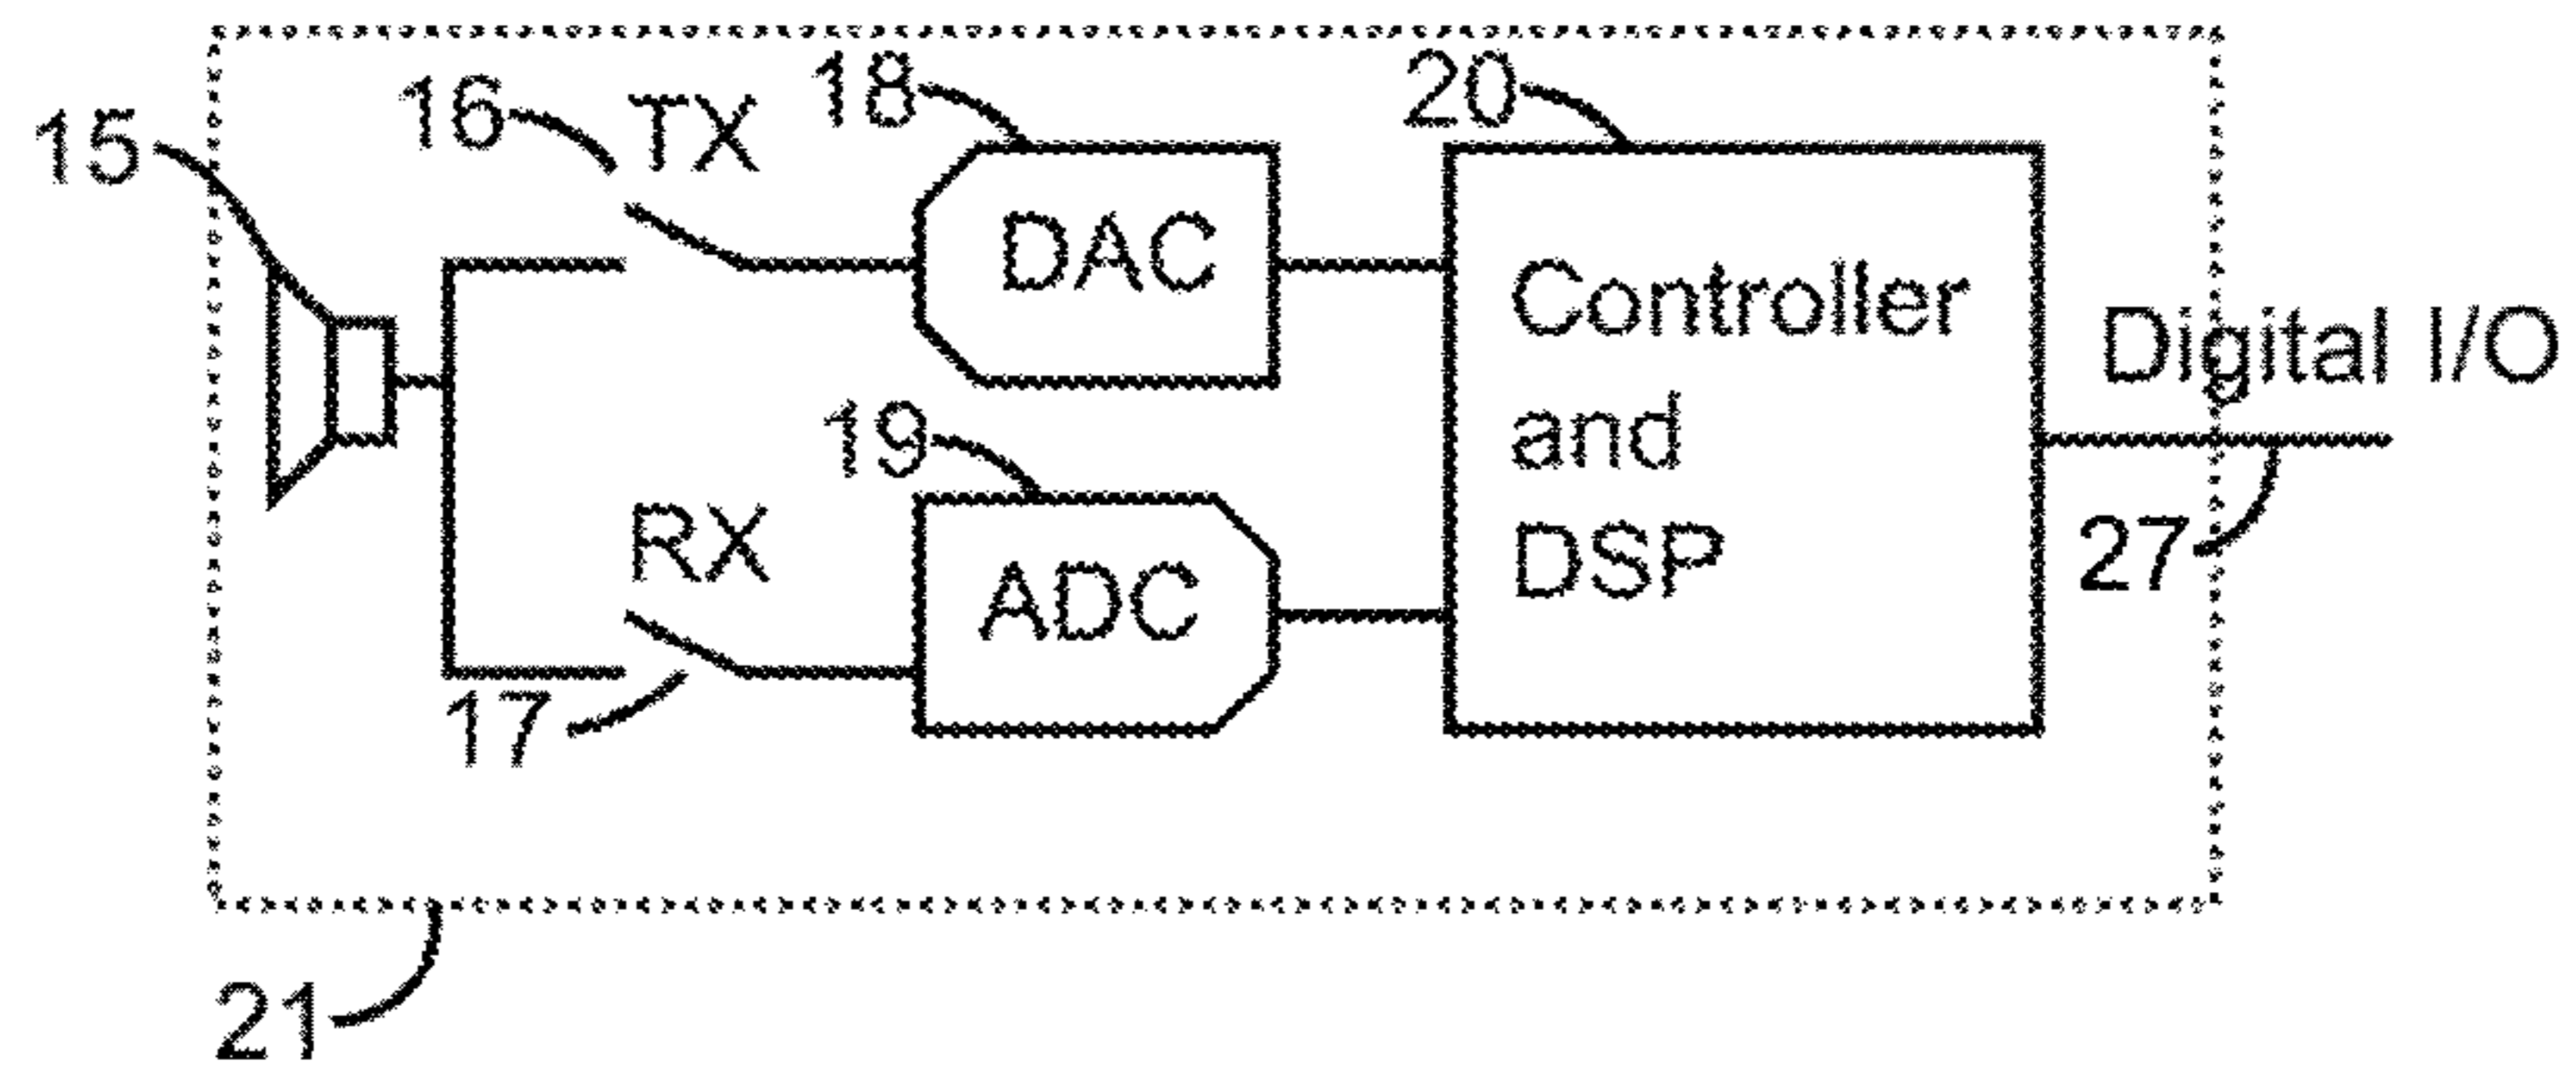 15
16
TX
18
20
DAC
Controller
and
DSP
Digital I/O
19
RX
ADC
17
27
21